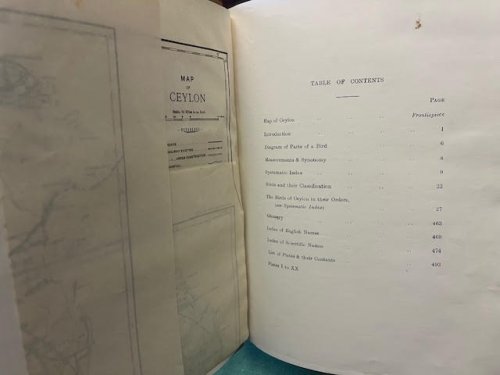 MAP
OF
CEYLON
TABLE OF CONTENTS
PAGE
Map of Ceylon .. .. .. Frontispiece
Introduction .. .. .. 1
Diagram of Parts of a Bird .. .. 6
Measurements & Synonymy .. .. 8
Systematic Index .. .. .. 9
Birds and their Classification .. .. 22
The Birds of Ceylon in their Orders,
(see Systematic Index) .. .. 27
Glossary .. .. .. 463
Index of English Names .. .. 469
Index of Scientific Names .. .. 474
List of Plates & their Contents .. .. 493
Plates I to XX